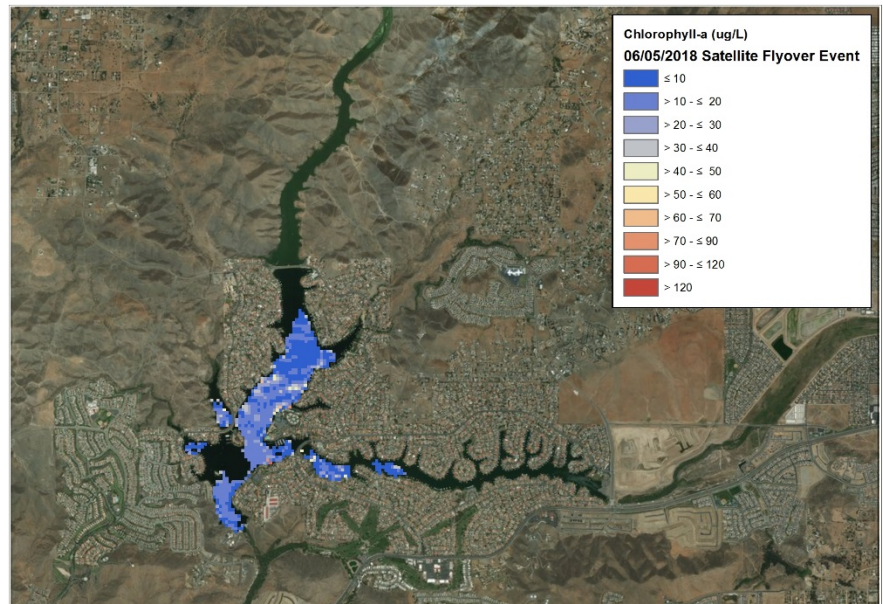 Chlorophyll-a (ug/L)
06/05/2018 Satellite Flyover Event
≤ 10
> 10 - ≤ 20
> 20 - ≤ 30
> 30 - ≤ 40
> 40 - ≤ 50
> 50 - ≤ 60
> 60 - ≤ 70
> 70 - ≤ 90
> 90 - ≤ 120
> 120